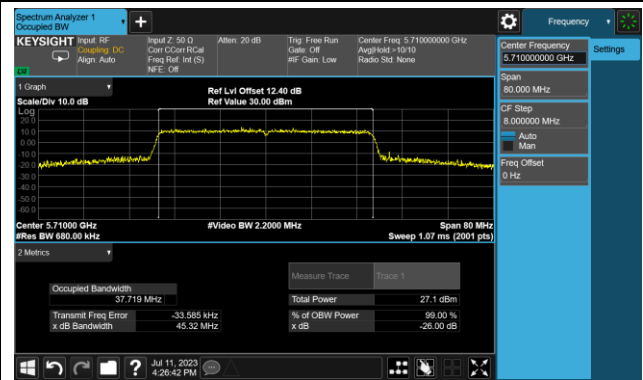 Spectrum Analyzer 1
Occupied BW
Frequency
KEYSIGHT Input: RF
Coupling: DC
Align: Auto
Input Z: 50 Ω
Corr CCorr RCal
Freq Ref: Int (S)
NFE: Off
Atten: 20 dB
Trig: Free Run
Gate: Off
#IF Gain: Low
Center Freq: 5.710000000 GHz
Avg|Hold:>10/10
Radio Std: None
Center Frequency
5.710000000 GHz
Settings
Span
80.000 MHz
CF Step
8.000000 MHz
Auto
Man
Freq Offset
0 Hz
1 Graph
Scale/Div 10.0 dB
Ref Lvl Offset 12.40 dB
Ref Value 30.00 dBm
Log
20.0
10.0
0.00
-10.0
-20.0
-30.0
-40.0
-50.0
-60.0
Center 5.71000 GHz
#Res BW 680.00 kHz
#Video BW 2.2000 MHz
Span 80 MHz
Sweep 1.07 ms (2001 pts)
2 Metrics
Measure Trace
Trace 1
Occupied Bandwidth
37.719 MHz
Total Power 27.1 dBm
Transmit Freq Error -33.585 kHz
% of OBW Power 99.00 %
x dB Bandwidth 45.32 MHz
x dB -26.00 dB
Jul 11, 2023
4:26:42 PM